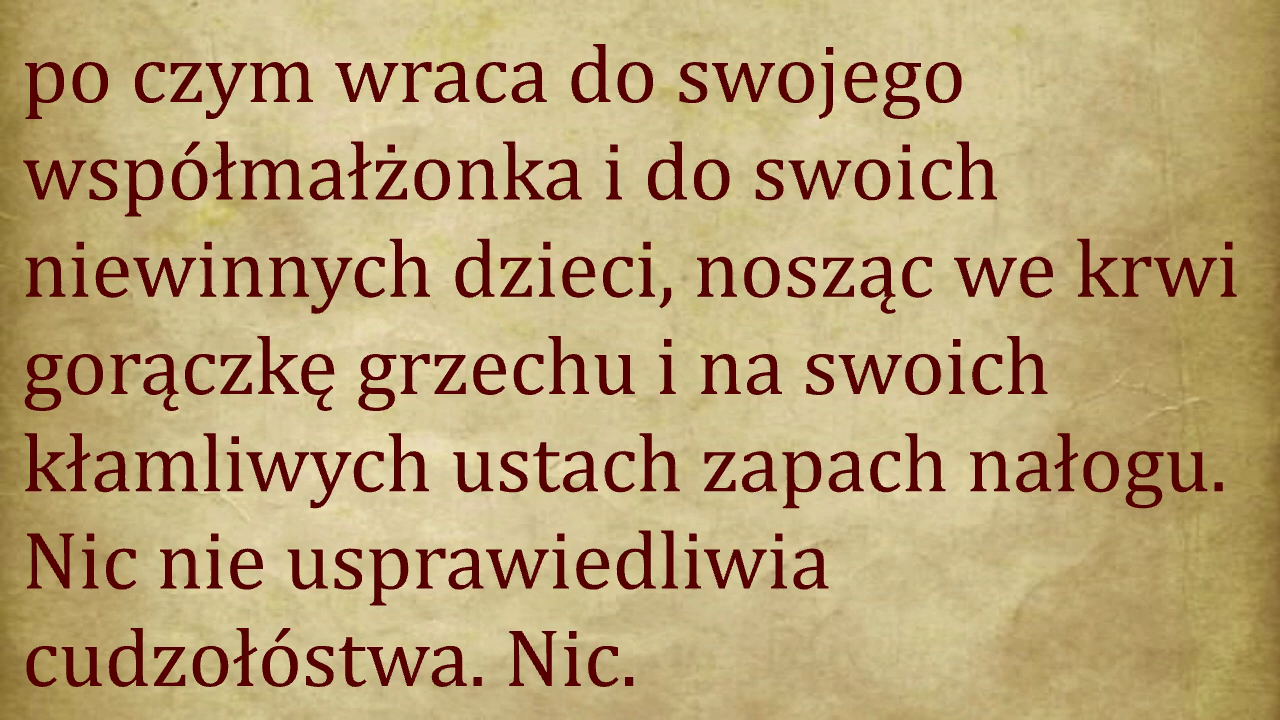 po czym wraca do swojego
współmałżonka i do swoich
niewinnych dzieci, nosząc we krwi
gorączkę grzechu i na swoich
kłamliwych ustach zapach nałogu.
Nic nie usprawiedliwia
cudzołóstwa. Nic.